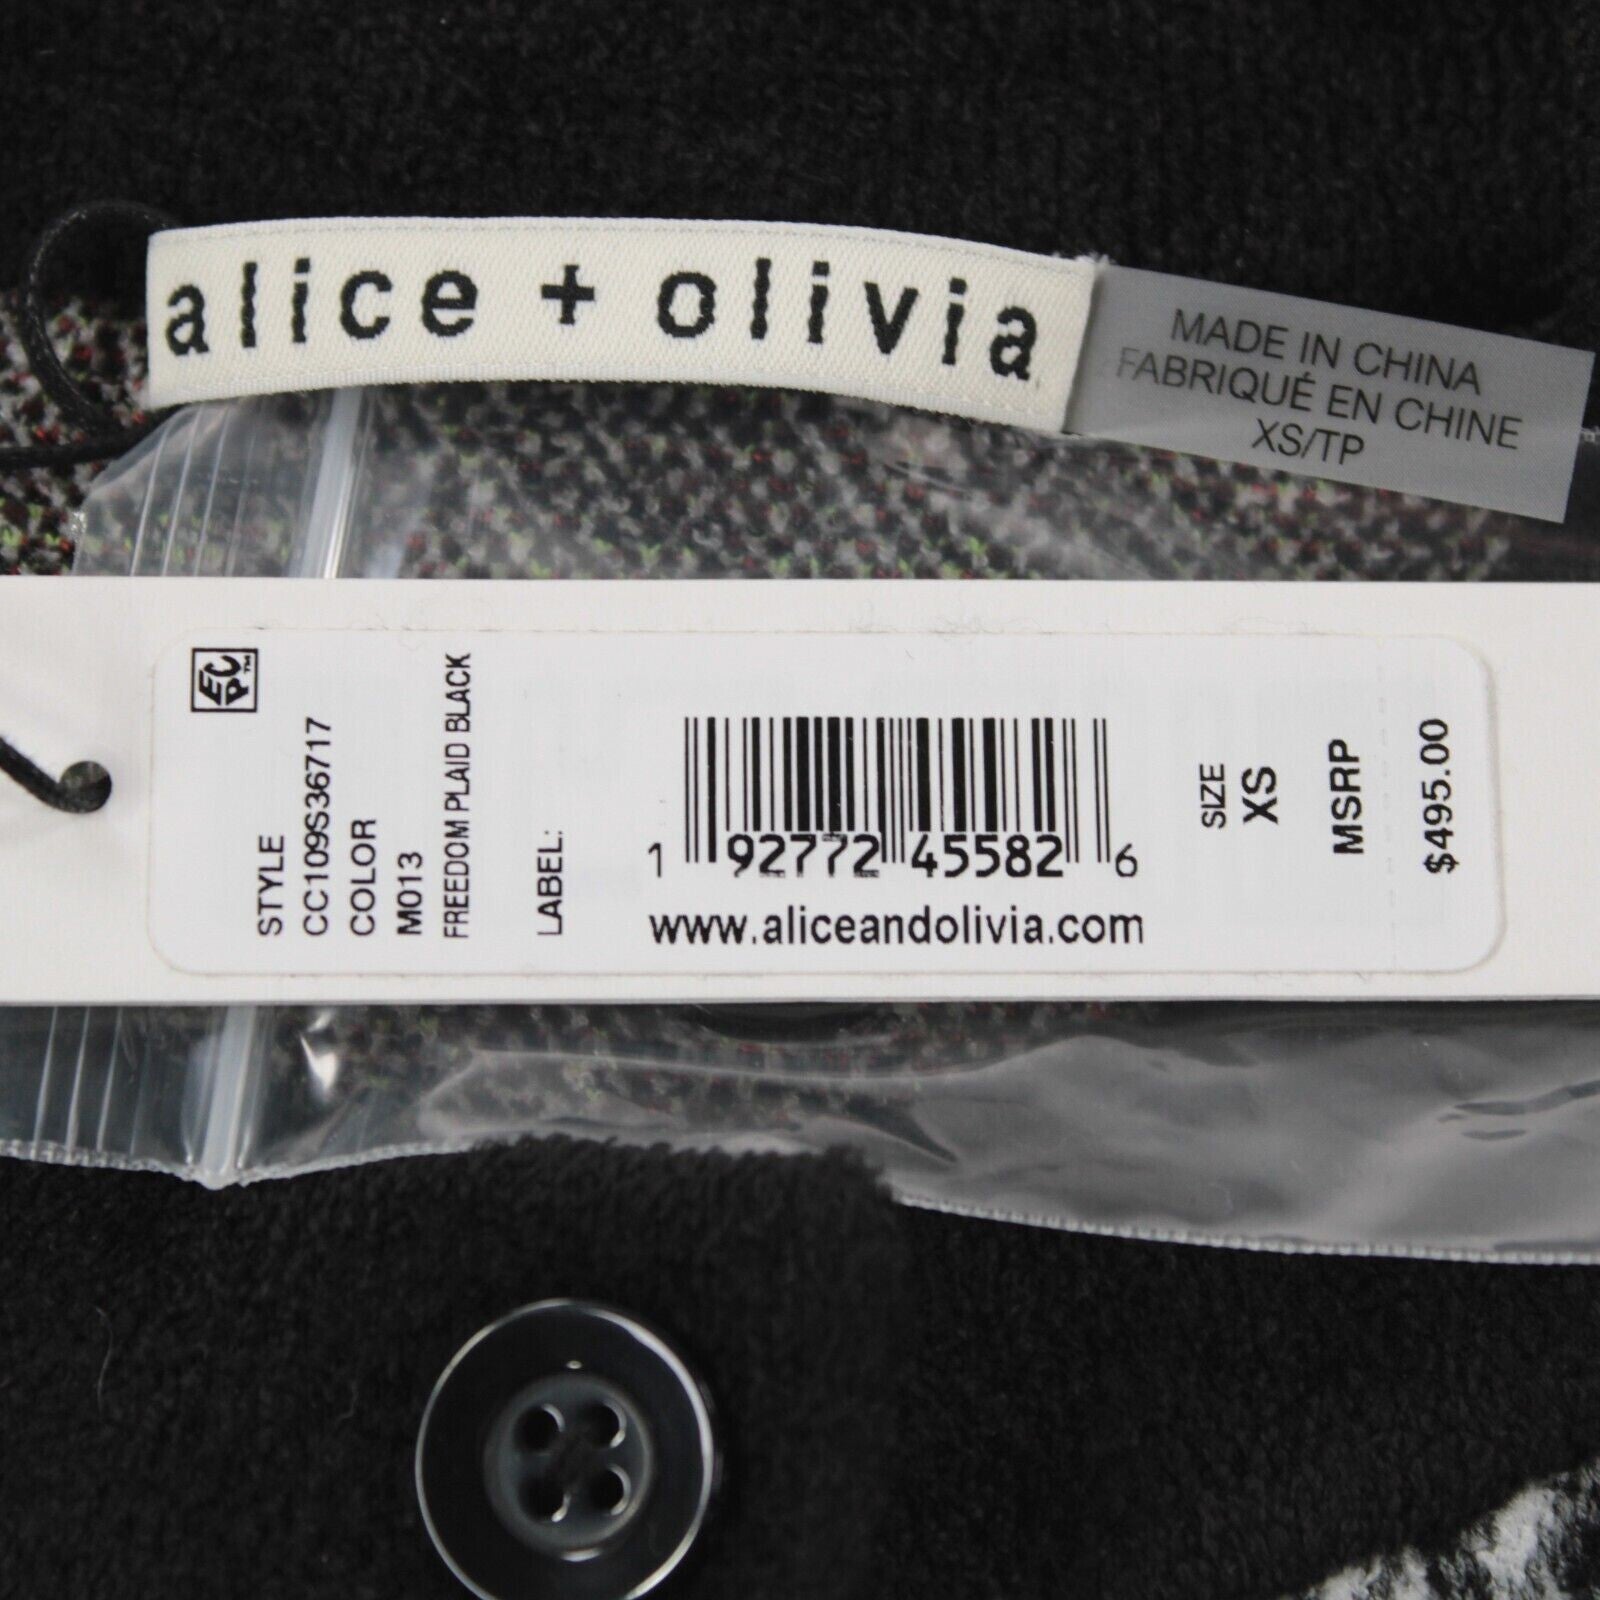 alice + olivia
MADE IN CHINA
FABRIQUÉ EN CHINE
XS/TP
EPC™
STYLE
CC109S36717
COLOR
M013
FREEDOM PLAID BLACK
LABEL:
1 92772 45582 6
www.aliceandolivia.com
SIZE
XS
MSRP
$495.00